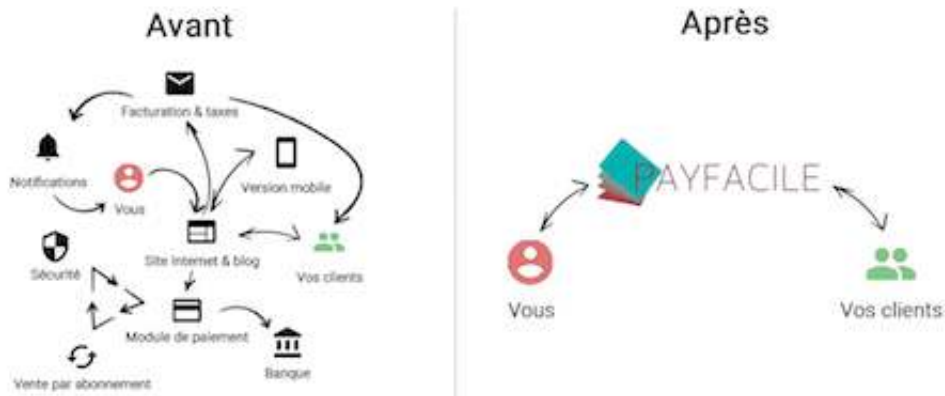 Avant
Après
Facturation & taxes
Notifications
Vous
Version mobile
Site Internet & blog
Vos clients
Sécurité
Module de paiement
Vente par abonnement
Banque
PAYFACILE
Vous
Vos clients